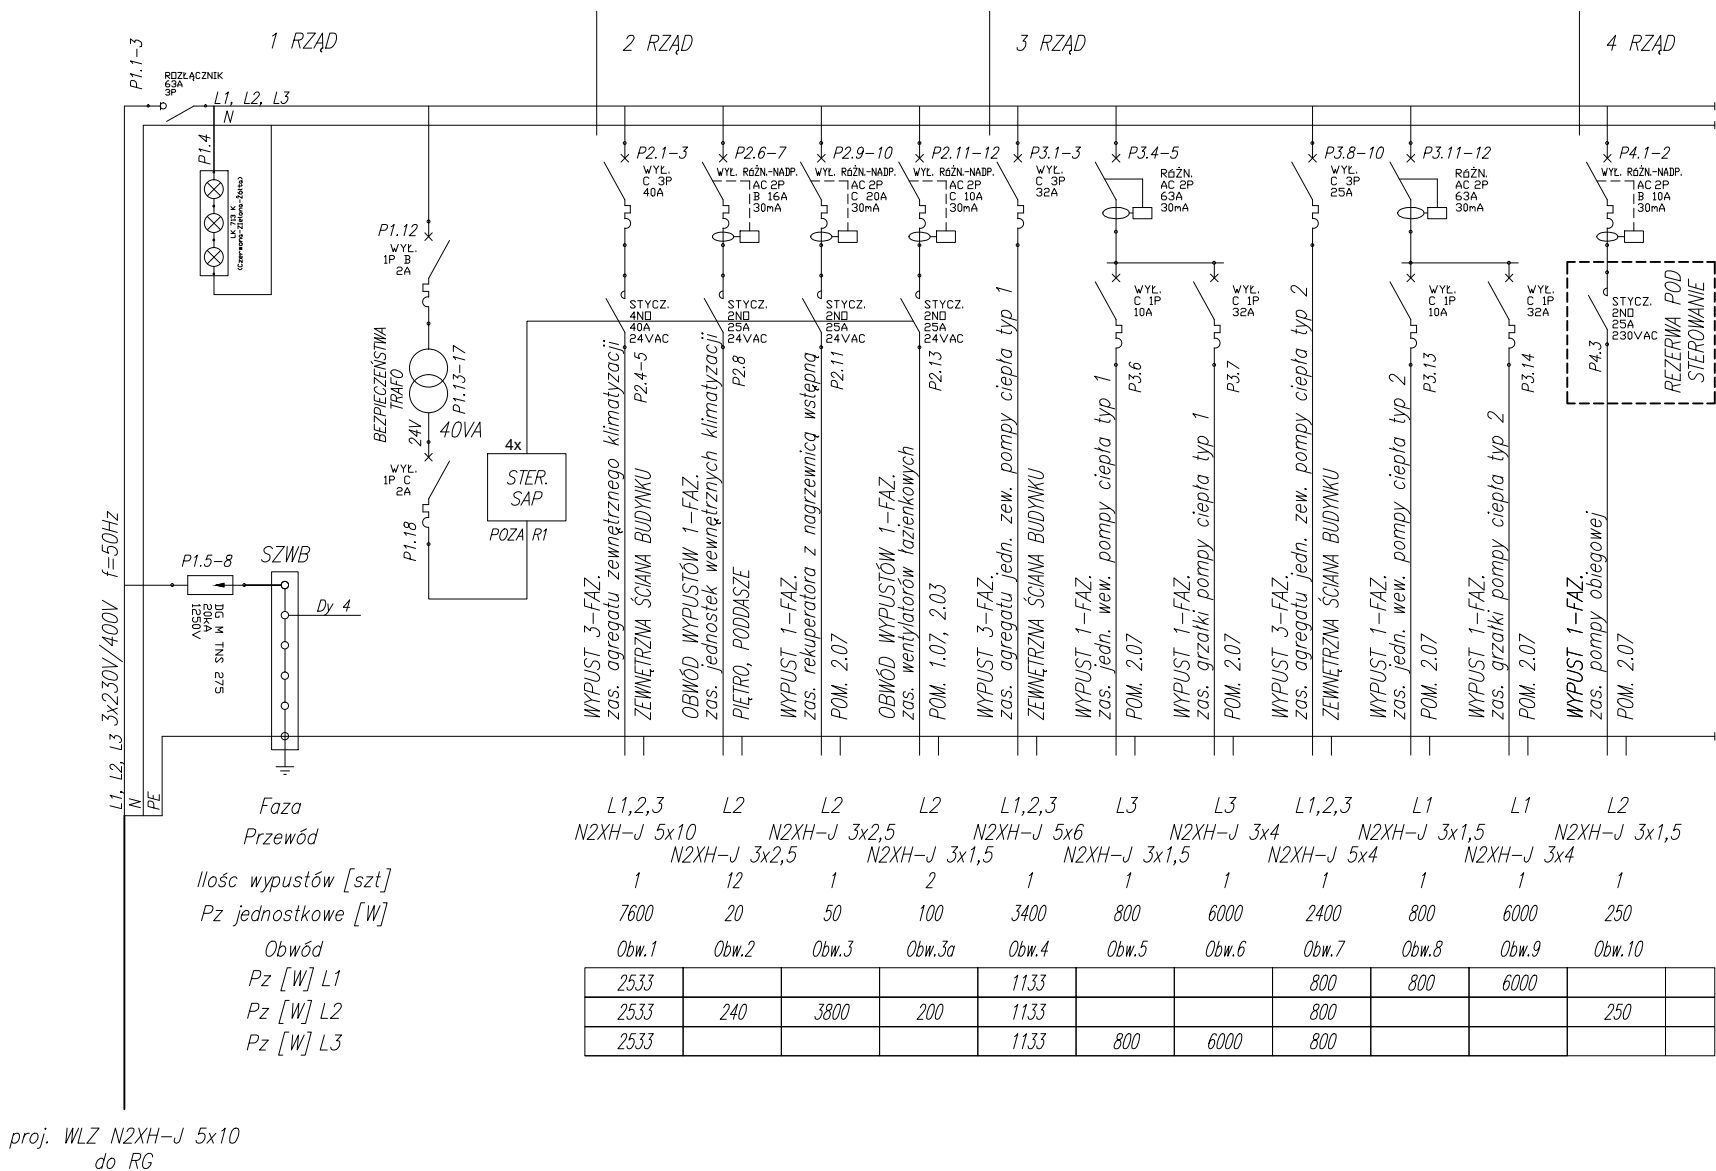 1 RZĄD
2 RZĄD
3 RZĄD
4 RZĄD
P1.1-3
ROZŁĄCZNIK
63A
3P
L1, L2, L3
N
P1.4
LK 713 K
(Czerwona-Zielona-Żółta)
P1.12
WYŁ.
1P B
2A
BEZPIECZEŃSTWA
TRAFO
P1.13-17
24V
40VA
WYŁ.
1P C
2A
P1.18
4x
STER.
SAP
POZA R1
P1.5-8
DG M TNS 275
20kA
1250V
SZWB
Dy 4
L1, L2, L3 3x230V/400V f=50Hz
N
PE
P2.1-3
WYŁ.
C 3P
40A
STYCZ.
4NO
40A
24VAC
P2.4-5
WYPUST 3-FAZ.
zas. agregatu zewnętrznego klimatyzacji
ZEWNĘTRZNA ŚCIANA BUDYNKU
P2.6-7
WYŁ. RóŻN.-NADP.
AC 2P
B 16A
30mA
STYCZ.
2NO
25A
24VAC
P2.8
OBWÓD WYPUSTÓW 1-FAZ.
zas. jednostek wewnętrznych klimatyzacji
PIĘTRO, PODDASZE
P2.9-10
WYŁ. RóŻN.-NADP.
AC 2P
C 20A
30mA
STYCZ.
2NO
25A
24VAC
P2.11
WYPUST 1-FAZ.
zas. rekuperatora z nagrzewnicą wstępną
POM. 2.07
P2.11-12
WYŁ. RóŻN.-NADP.
AC 2P
C 10A
30mA
STYCZ.
2NO
25A
24VAC
P2.13
OBWÓD WYPUSTÓW 1-FAZ.
zas. wentylatorów łazienkowych
POM. 1.07, 2.03
P3.1-3
WYŁ.
C 3P
32A
WYPUST 3-FAZ.
zas. agregatu jedn. zew. pompy ciepła typ 1
ZEWNĘTRZNA ŚCIANA BUDYNKU
P3.4-5
RóŻN.
AC 2P
63A
30mA
WYŁ.
C 1P
10A
P3.6
WYPUST 1-FAZ.
zas. jedn. wew. pompy ciepła typ 1
POM. 2.07
WYŁ.
C 1P
32A
P3.7
WYPUST 1-FAZ.
zas. grzałki pompy ciepła typ 1
POM. 2.07
P3.8-10
WYŁ.
C 3P
25A
WYPUST 3-FAZ.
zas. agregatu jedn. zew. pompy ciepła typ 2
ZEWNĘTRZNA ŚCIANA BUDYNKU
P3.11-12
RóŻN.
AC 2P
63A
30mA
WYŁ.
C 1P
10A
P3.13
WYPUST 1-FAZ.
zas. jedn. wew. pompy ciepła typ 2
POM. 2.07
WYŁ.
C 1P
32A
P3.14
WYPUST 1-FAZ.
zas. grzałki pompy ciepła typ 2
POM. 2.07
P4.1-2
WYŁ. RóŻN.-NADP.
AC 2P
B 10A
30mA
STYCZ.
2NO
25A
230VAC
P4.3
REZERWA POD
STEROWANIE
WYPUST 1-FAZ.
zas. pompy obiegowej
POM. 2.07
Faza L1,2,3 L2 L2 L2 L1,2,3 L3 L3 L1,2,3 L1 L1 L2
Przewód N2XH-J 5x10 N2XH-J 3x2,5 N2XH-J 5x6 N2XH-J 3x4 N2XH-J 3x1,5 N2XH-J 3x1,5
N2XH-J 3x2,5 N2XH-J 3x1,5 N2XH-J 3x1,5 N2XH-J 5x4 N2XH-J 3x4
Ilośc wypustów [szt] 1 12 1 2 1 1 1 1 1 1 1
Pz jednostkowe [W] 7600 20 50 100 3400 800 6000 2400 800 6000 250
Obwód Obw.1 Obw.2 Obw.3 Obw.3a Obw.4 Obw.5 Obw.6 Obw.7 Obw.8 Obw.9 Obw.10
Pz [W] L1 2533 1133 800 800 6000
Pz [W] L2 2533 240 3800 200 1133 800 250
Pz [W] L3 2533 1133 800 6000 800
proj. WLZ N2XH-J 5x10
do RG